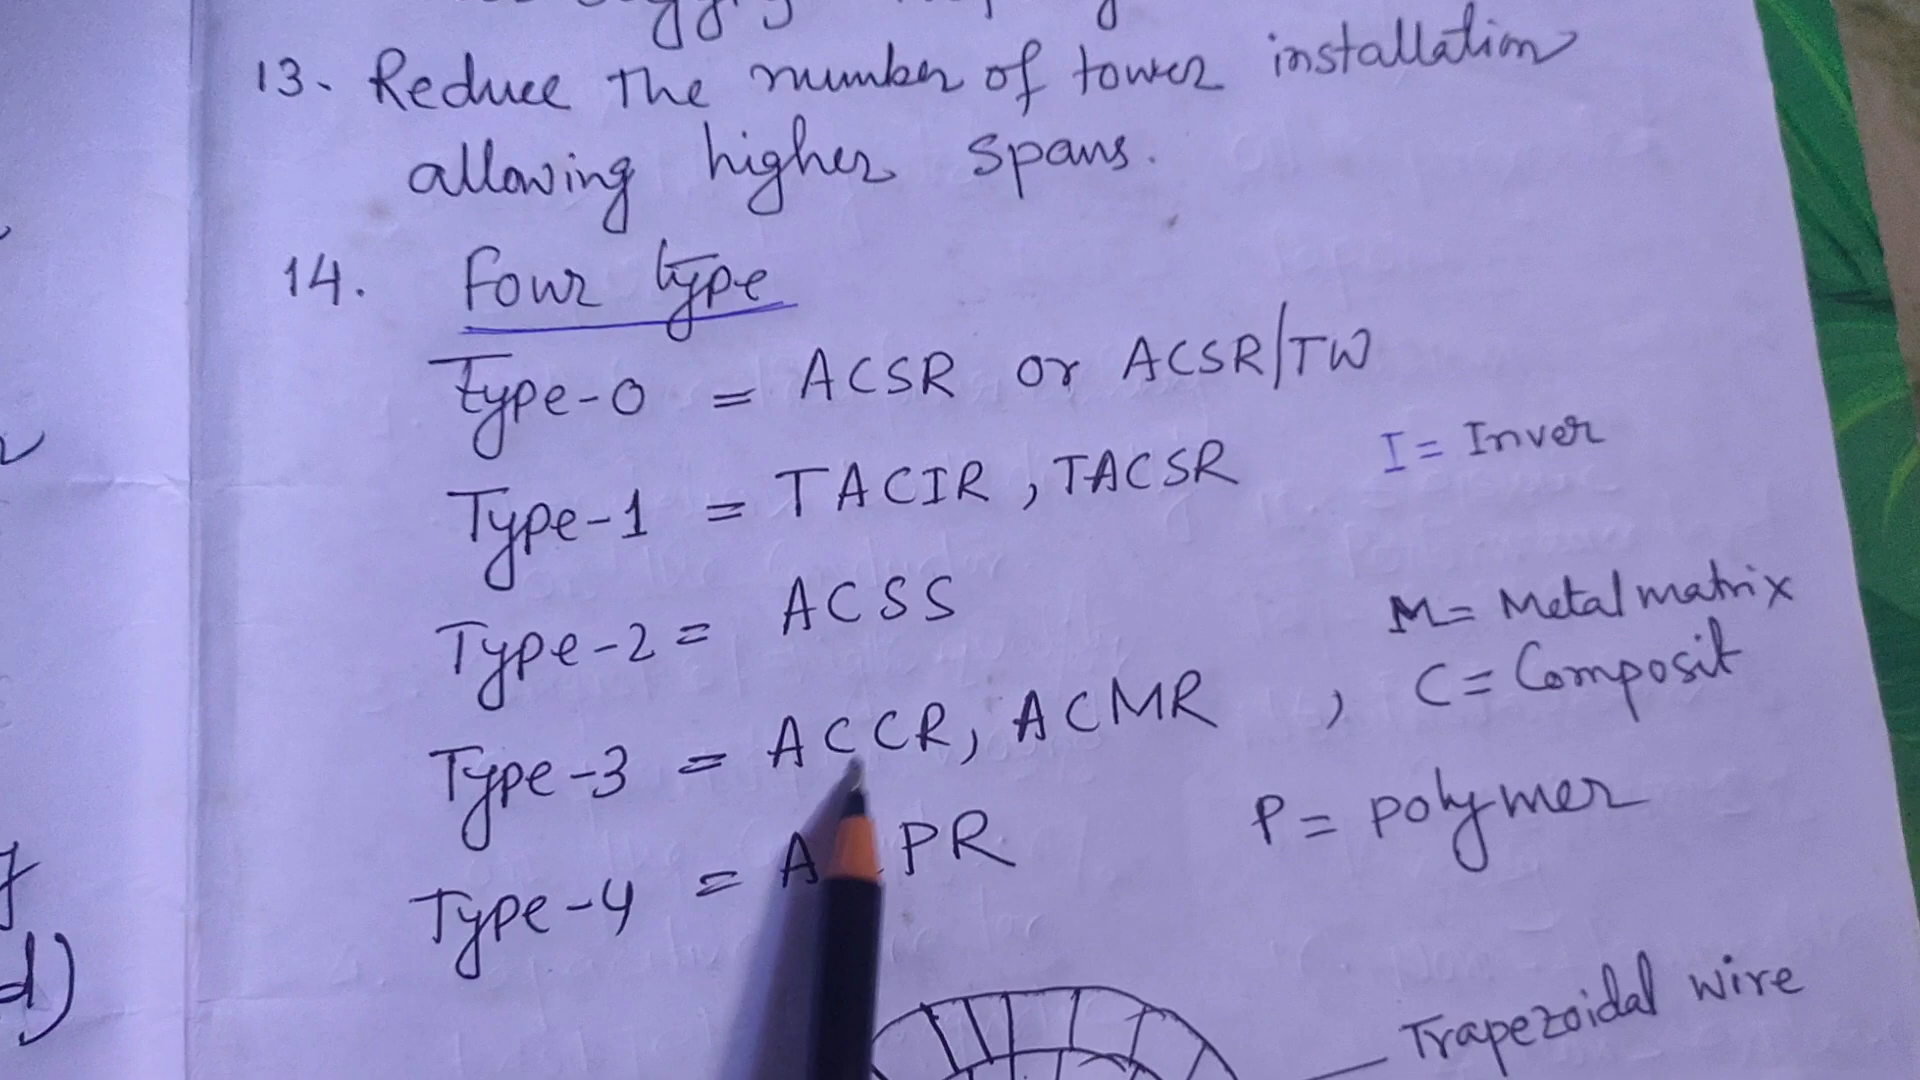 13. Reduce The number of tower installation
allowing higher spans.
14. Four type
Type-0 = ACSR or ACSR/TW
Type-1 = TACIR, TACSR I = Inver
Type-2 = ACSS
M = Metal matrix
Type-3 = ACCR, ACMR , C = Composit
Type-4 = A PR P = polymer
Trapezoidal wire
d)